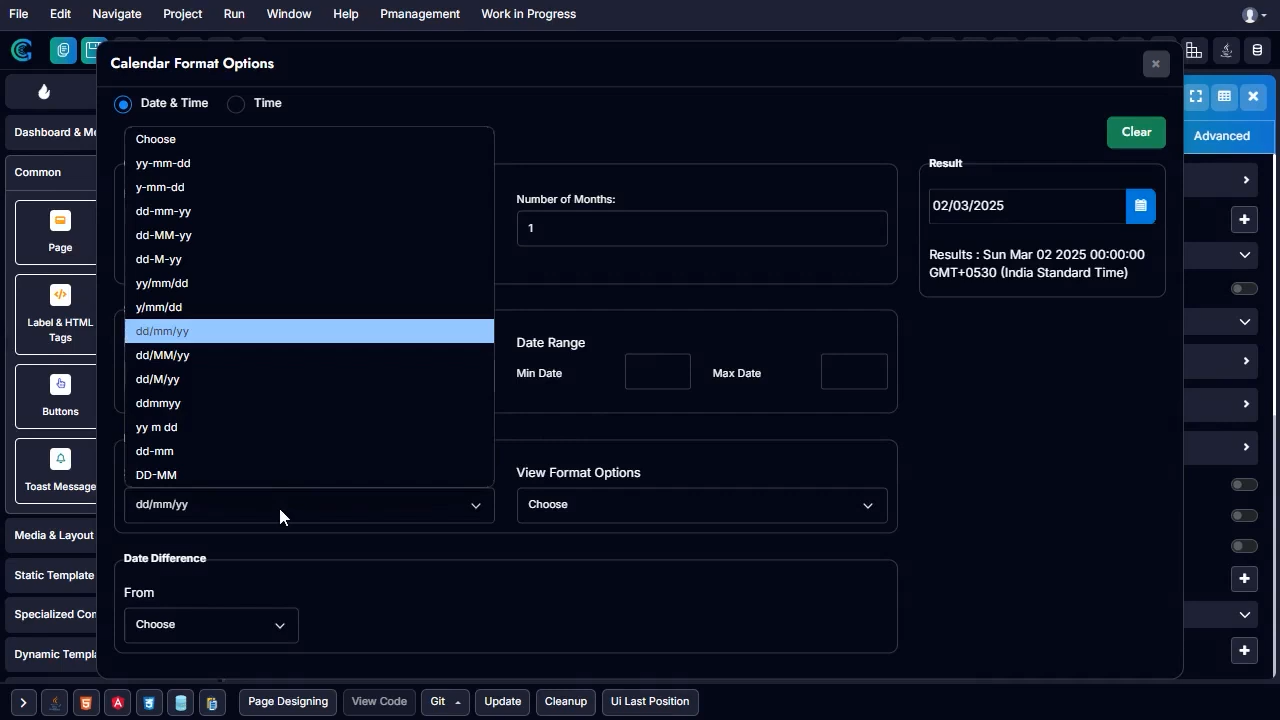 File Edit Navigate Project Run Window Help Pmanagement Work in Progress
Calendar Format Options
Date & Time Time
Clear
Advanced
Dashboard & Me
Common
Page
Label & HTML
Tags
Buttons
Toast Message
Media & Layout
Static Template
Specialized Con
Dynamic Templa
Choose
yy-mm-dd
y-mm-dd
dd-mm-yy
dd-MM-yy
dd-M-yy
yy/mm/dd
y/mm/dd
dd/mm/yy
dd/MM/yy
dd/M/yy
ddmmyy
yy m dd
dd-mm
DD-MM
dd/mm/yy
Number of Months:
1
Date Range
Min Date Max Date
View Format Options
Choose
Result
02/03/2025
Results : Sun Mar 02 2025 00:00:00
GMT+0530 (India Standard Time)
Date Difference
From
Choose
Page Designing View Code Git Update Cleanup Ui Last Position